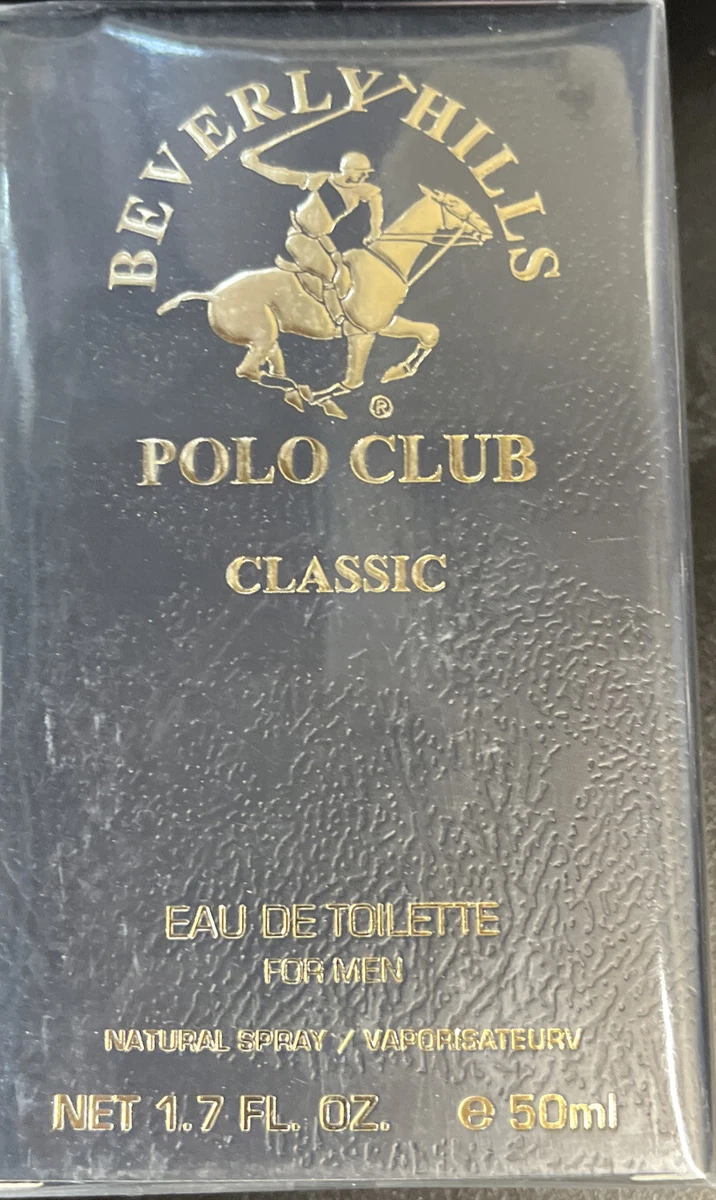 BEVERLY HILLS
®
POLO CLUB
CLASSIC
EAU DE TOILETTE
FOR MEN
NATURAL SPRAY / VAPORISATEURV
NET 1.7 FL. OZ. ℮ 50ml